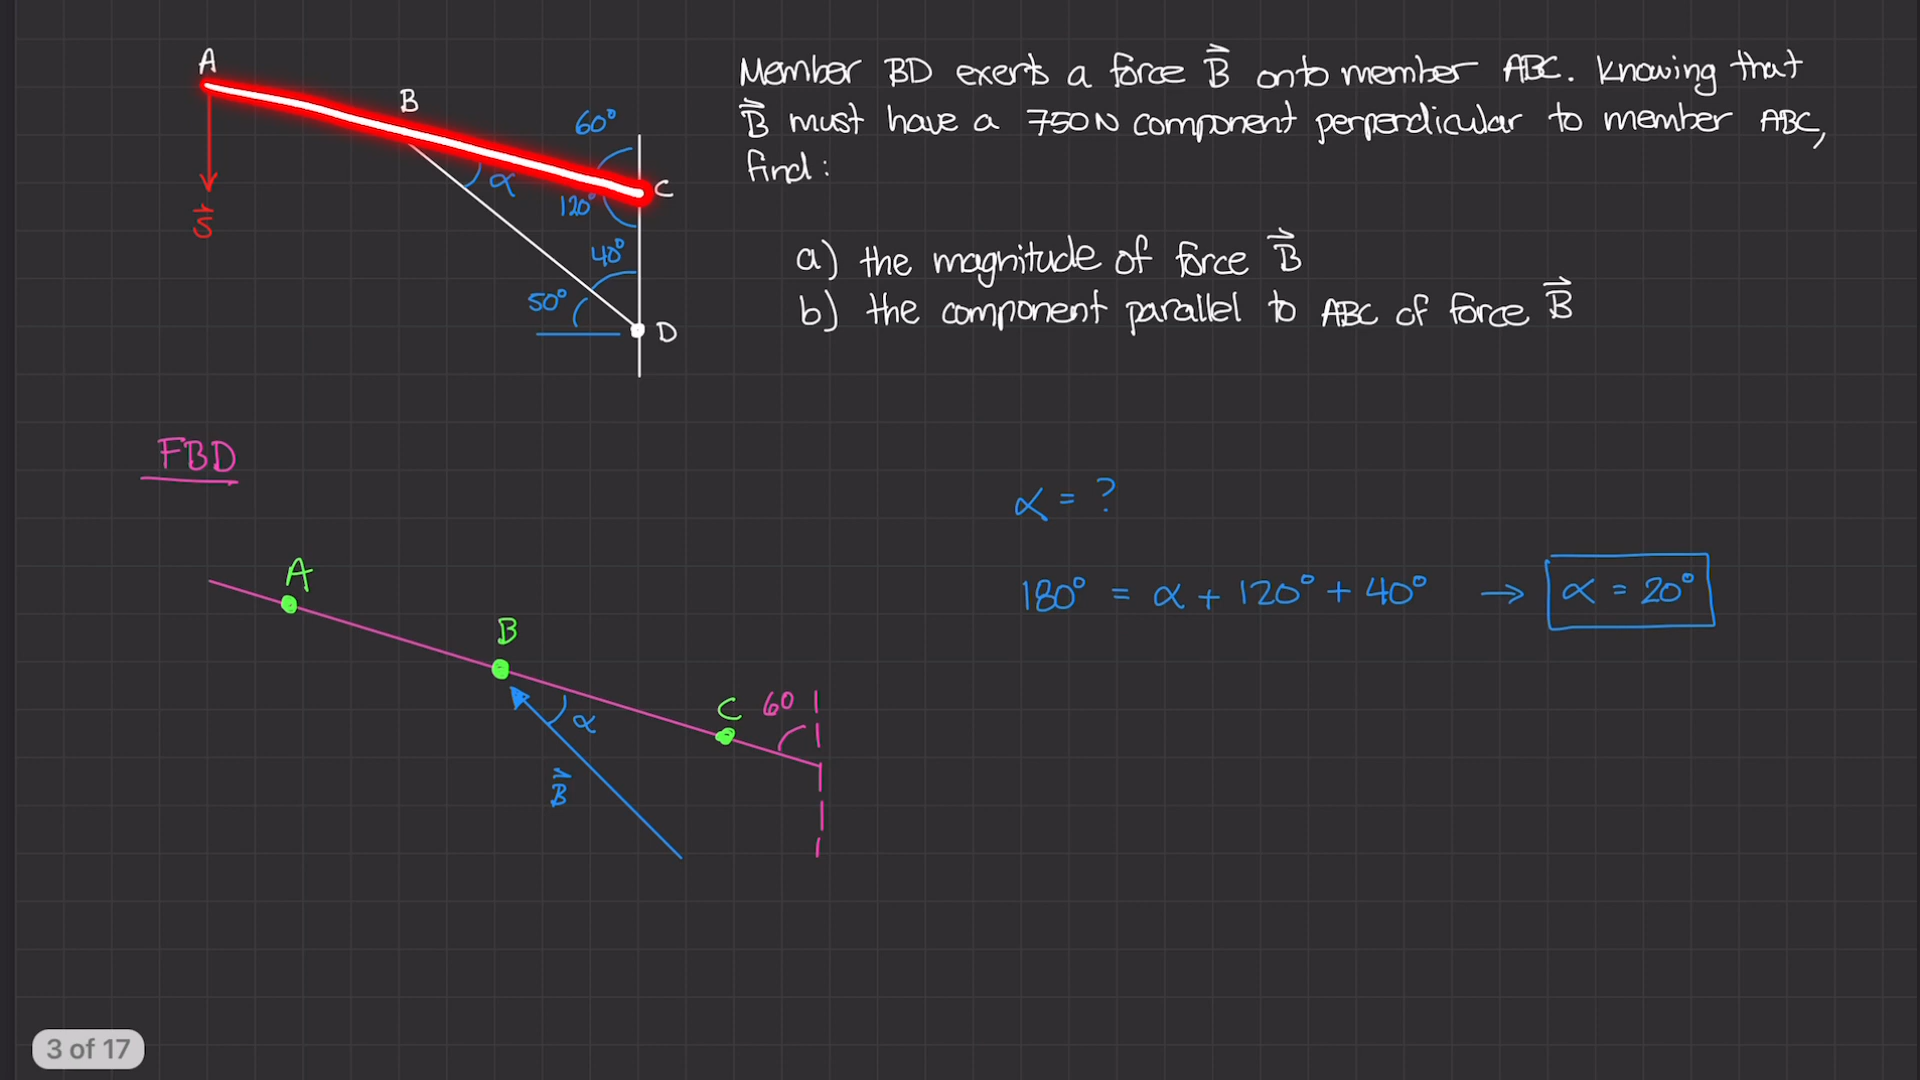 A
B
60°
C
α
120°
S⃗
40°
50°
D
Member BD exerts a force B⃗ onto member ABC. Knowing that
B⃗ must have a 750N component perpendicular to member ABC,
find:
a) the magnitude of force B⃗
b) the component parallel to ABC of force B⃗
FBD
α = ?
180° = α + 120° + 40° → α = 20°
A
B
C
60
α
B⃗
3 of 17